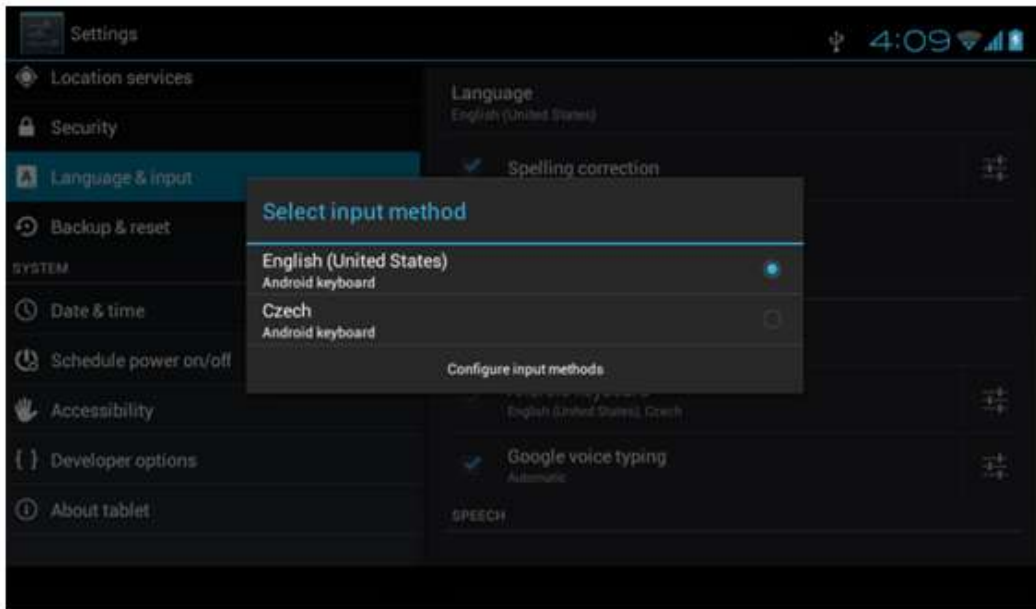 Settings
4:09
Location services
Security
Language & input
Backup & reset
SYSTEM
Date & time
Schedule power on/off
Accessibility
{ } Developer options
About tablet
Language
English (United States)
Spelling correction
Select input method
English (United States)
Android keyboard
Czech
Android keyboard
Configure input methods
English (United States), Czech
Google voice typing
Automatic
SPEECH